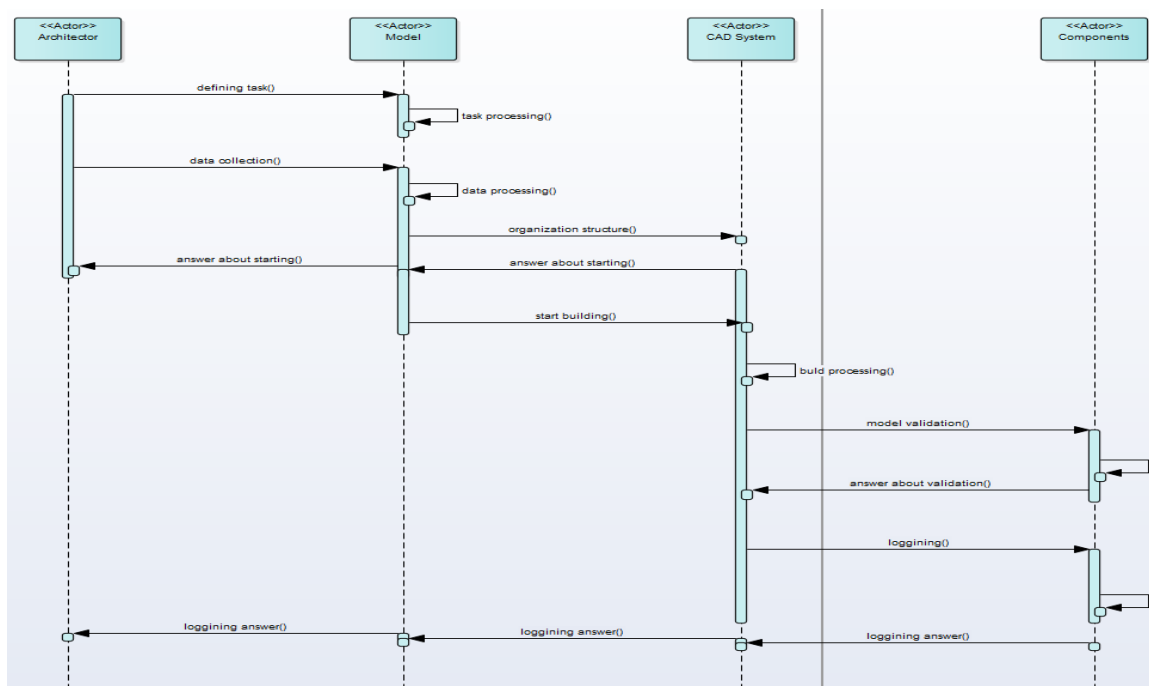 <<Actor>>
Architector
<<Actor>>
Model
<<Actor>>
CAD System
<<Actor>>
Components
defining task()
task processing()
data collection()
data processing()
organization structure()
answer about starting()
answer about starting()
start building()
buld processing()
model validation()
answer about validation()
loggining()
loggining answer()
loggining answer()
loggining answer()